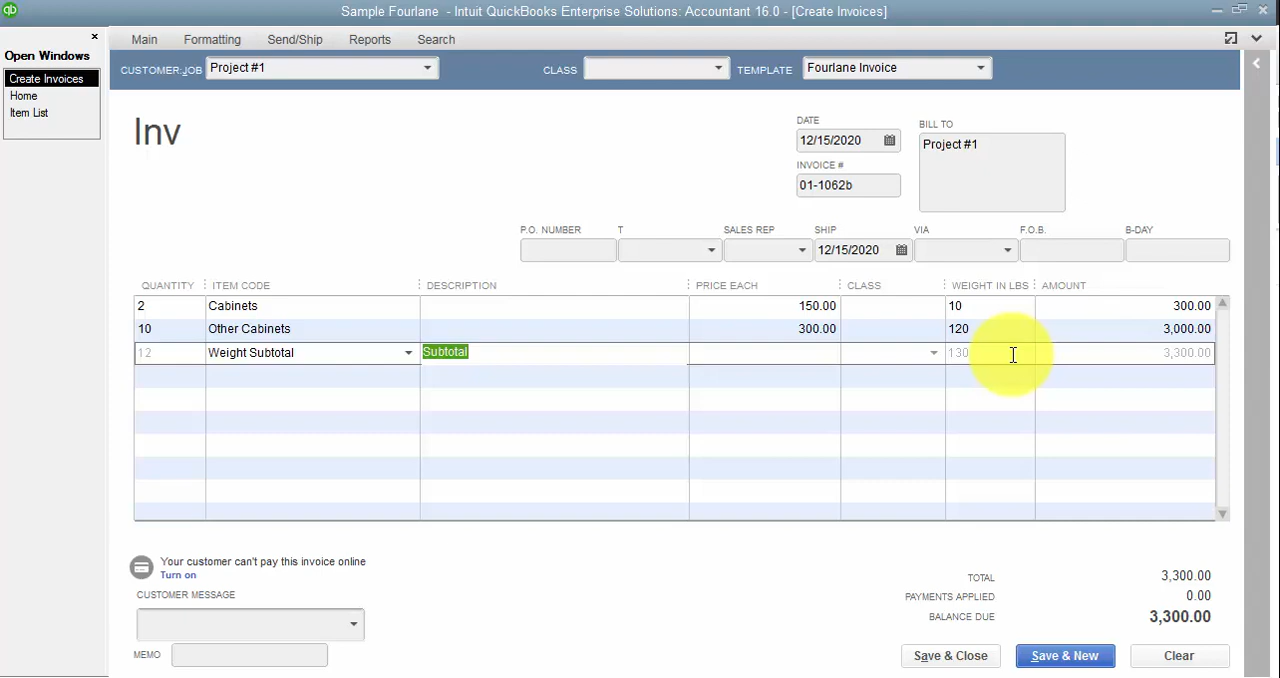 qb
Sample Fourlane - Intuit QuickBooks Enterprise Solutions: Accountant 16.0 - [Create Invoices]
Open Windows
Create Invoices
Home
Item List
Main Formatting Send/Ship Reports Search
CUSTOMER:JOB Project #1 CLASS TEMPLATE Fourlane Invoice
Inv
DATE
12/15/2020
INVOICE #
01-1062b
BILL TO
Project #1
P.O. NUMBER T SALES REP SHIP VIA F.O.B. B-DAY
12/15/2020
QUANTITY ITEM CODE DESCRIPTION PRICE EACH CLASS WEIGHT IN LBS AMOUNT
2 Cabinets 150.00 10 300.00
10 Other Cabinets 300.00 120 3,000.00
12 Weight Subtotal Subtotal 130 3,300.00
Your customer can't pay this invoice online
Turn on
CUSTOMER MESSAGE
MEMO
TOTAL 3,300.00
PAYMENTS APPLIED 0.00
BALANCE DUE 3,300.00
Save & Close Save & New Clear